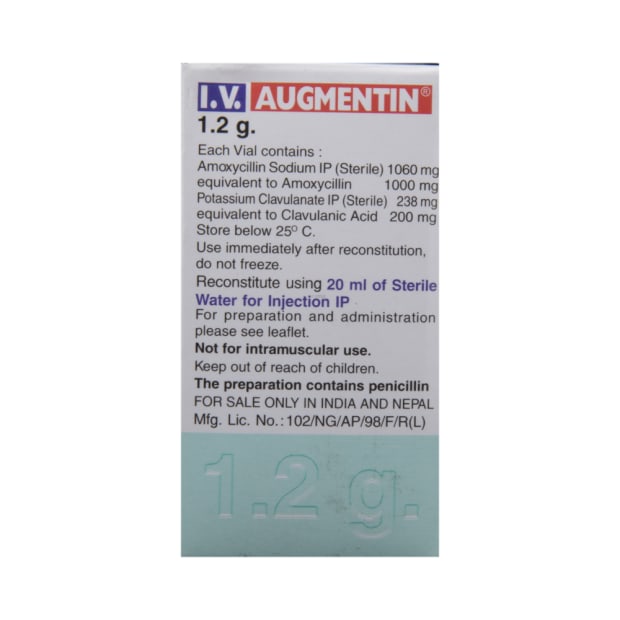 I.V. AUGMENTIN®
1.2 g.
Each Vial contains :
Amoxycillin Sodium IP (Sterile) 1060 mg
equivalent to Amoxycillin 1000 mg
Potassium Clavulanate IP (Sterile) 238 mg
equivalent to Clavulanic Acid 200 mg
Store below 25º C.
Use immediately after reconstitution,
do not freeze.
Reconstitute using 20 ml of Sterile
Water for Injection IP
For preparation and administration
please see leaflet.
Not for intramuscular use.
Keep out of reach of children.
The preparation contains penicillin
FOR SALE ONLY IN INDIA AND NEPAL
Mfg. Lic. No.: 102/NG/AP/98/F/R(L)
1.2 g.